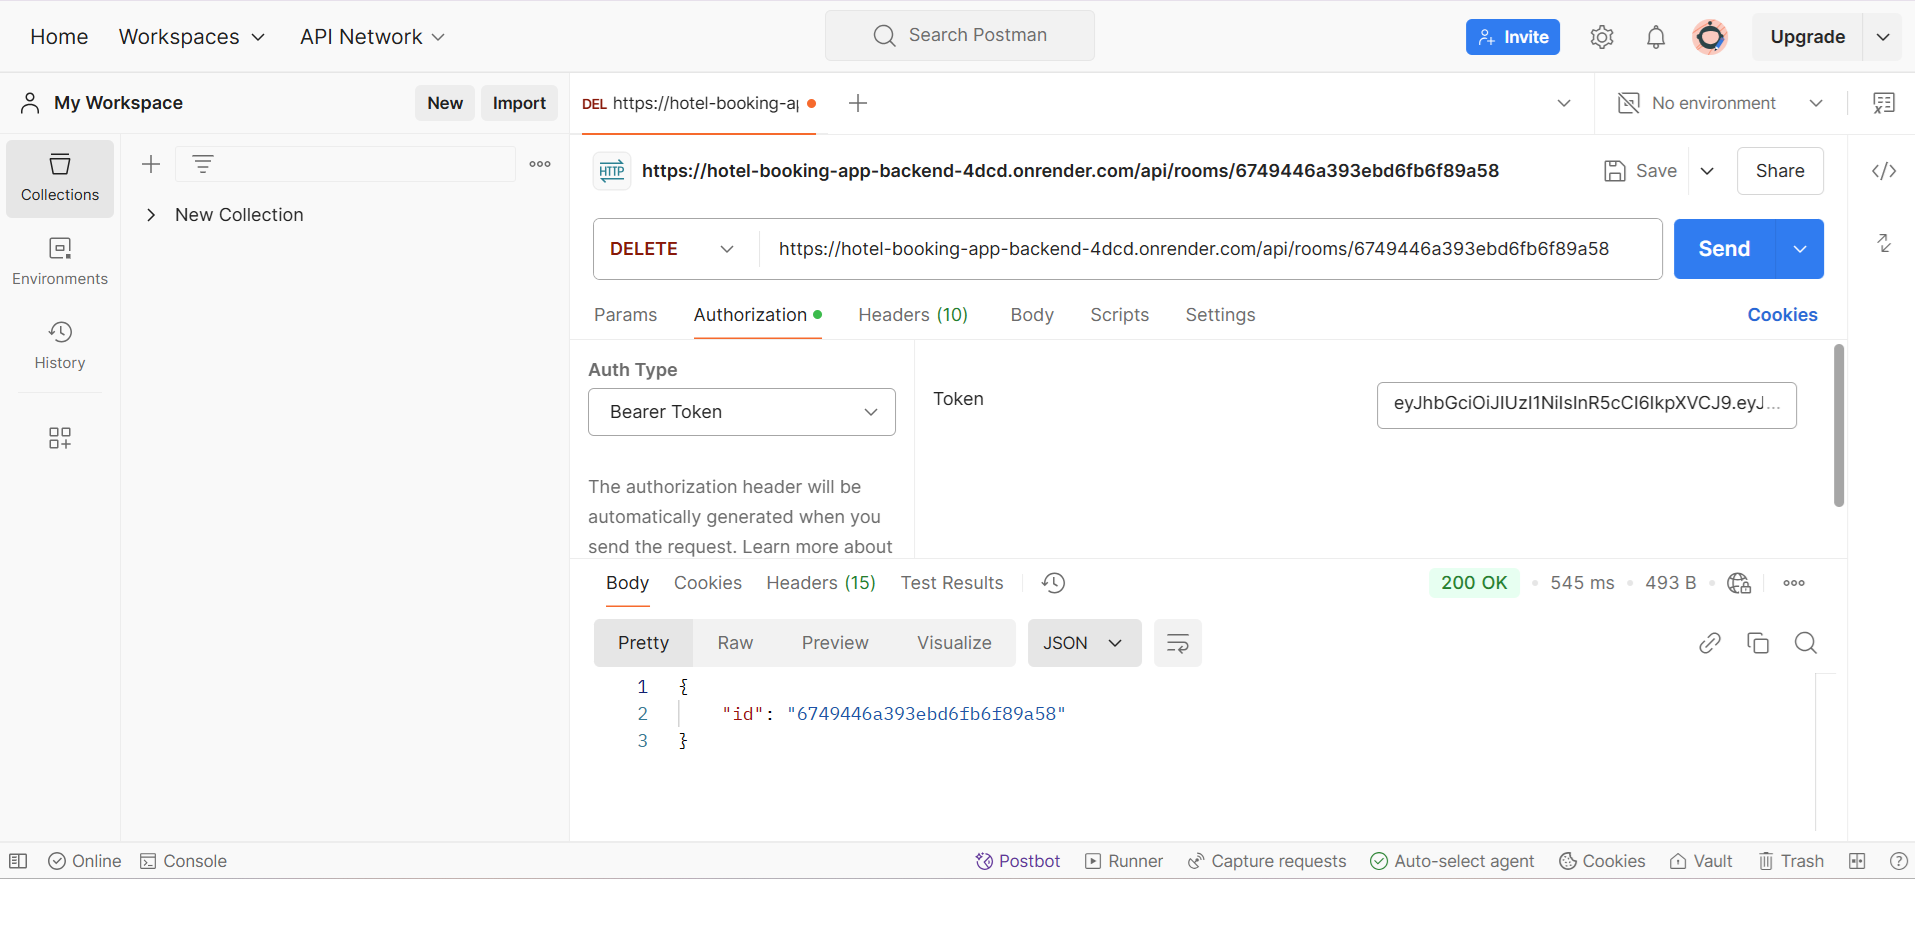 Home Workspaces API Network Search Postman Invite Upgrade
My Workspace New Import DEL https://hotel-booking-a No environment
Collections
Environments
History
New Collection
HTTP https://hotel-booking-app-backend-4dcd.onrender.com/api/rooms/6749446a393ebd6fb6f89a58 Save Share
DELETE https://hotel-booking-app-backend-4dcd.onrender.com/api/rooms/6749446a393ebd6fb6f89a58 Send
Params Authorization Headers (10) Body Scripts Settings Cookies
Auth Type
Bearer Token
The authorization header will be
automatically generated when you
send the request. Learn more about
Token eyJhbGciOiJIUzI1NiIsInR5cCI6IkpXVCJ9.eyJ...
Body Cookies Headers (15) Test Results 200 OK 545 ms 493 B
Pretty Raw Preview Visualize JSON
1 {
2 "id": "6749446a393ebd6fb6f89a58"
3 }
Online Console Postbot Runner Capture requests Auto-select agent Cookies Vault Trash